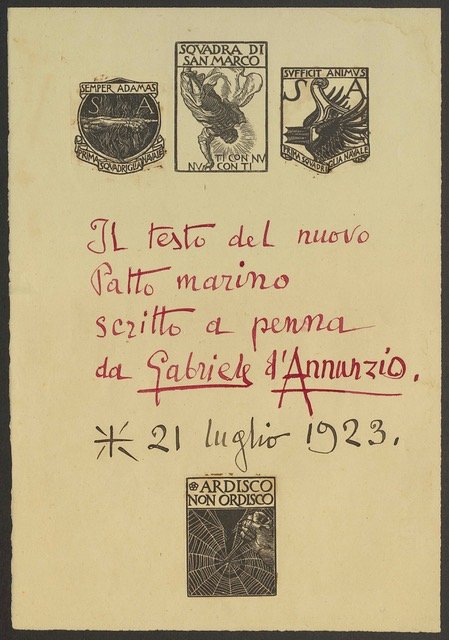 SEMPER ADAMAS
S A
PRIMA SQVADRIGLIA NAVALE
SQVADRA DI
SAN MARCO
TI CON NV
NV CON TI
SVFFICIT ANIMVS
S A
PRIMA SQVADRIGLIA NAVALE
Il testo del nuovo
Patto marino
scritto a penna
da Gabriele d'Annunzio.
21 luglio 1923.
ARDISCO
NON ORDISCO